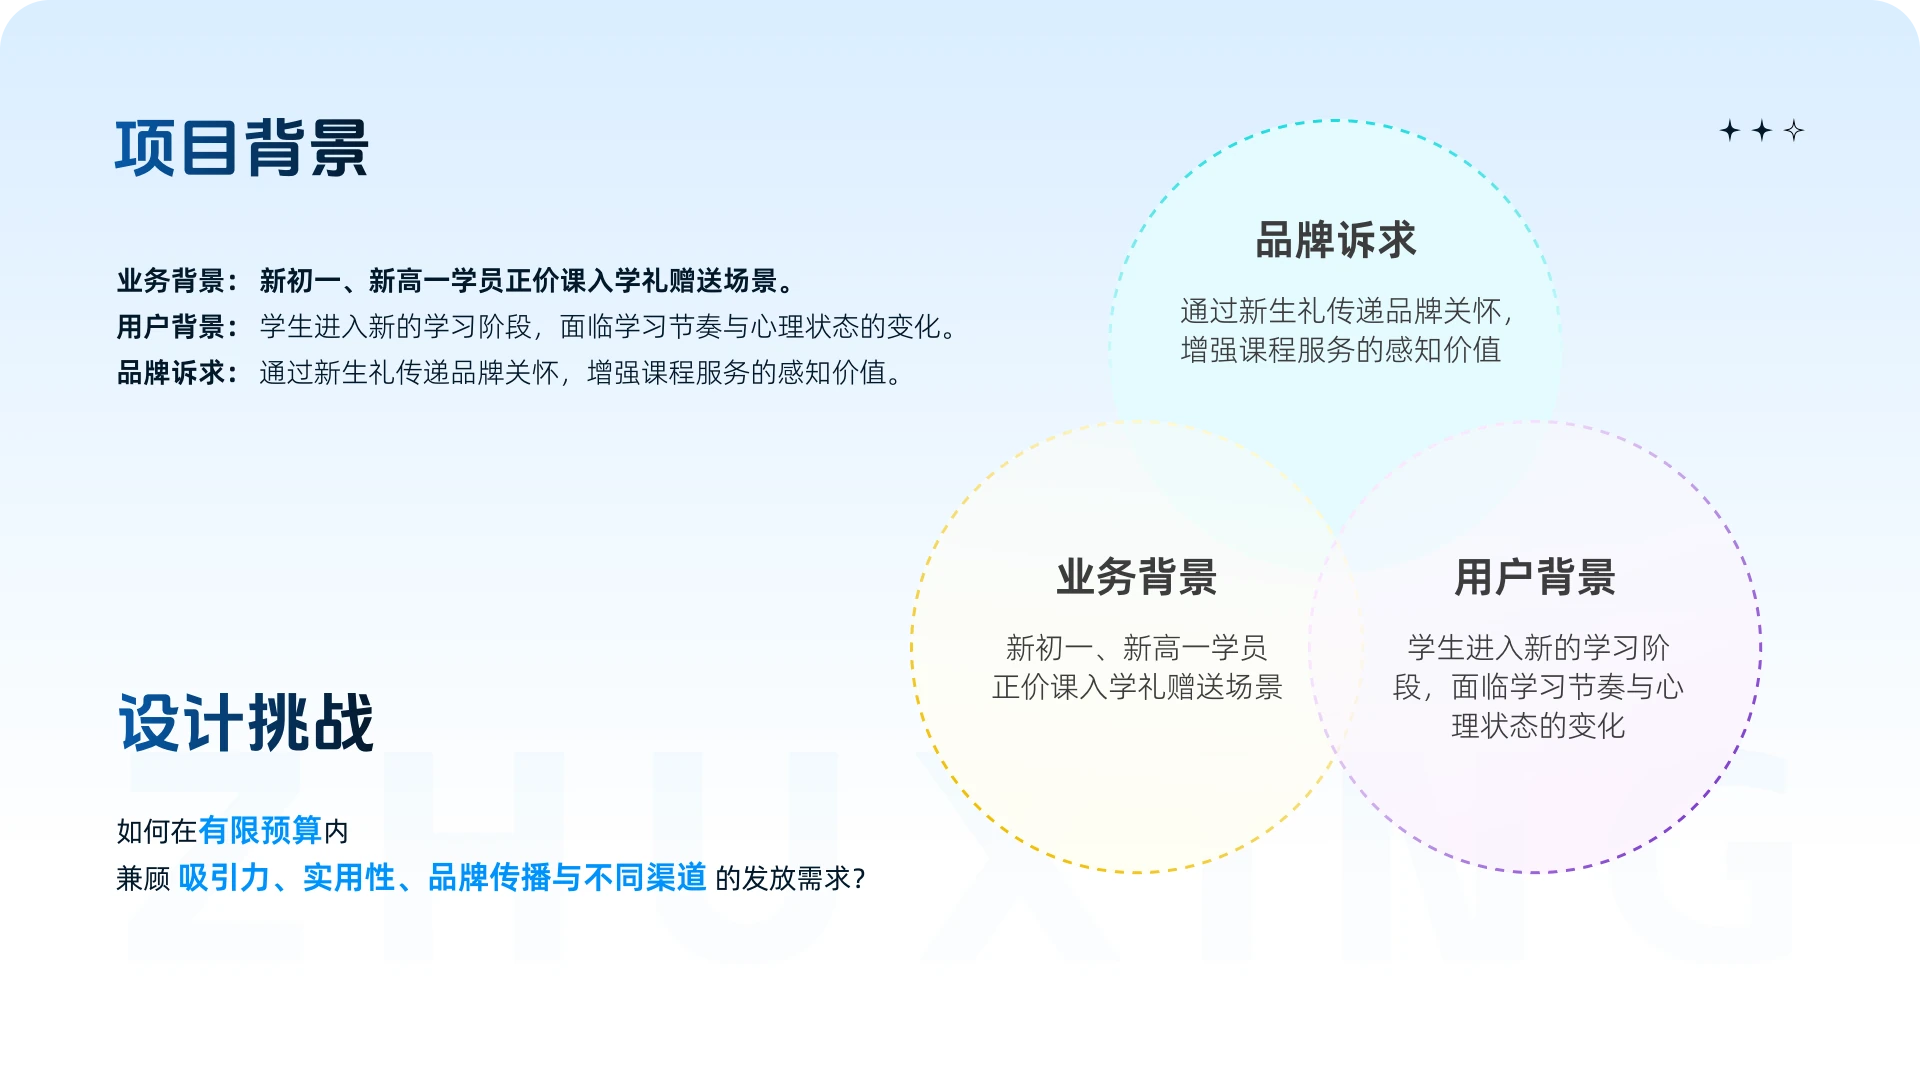 项目背景
业务背景： 新初一、新高一学员正价课入学礼赠送场景。
用户背景： 学生进入新的学习阶段，面临学习节奏与心理状态的变化。
品牌诉求： 通过新生礼传递品牌关怀，增强课程服务的感知价值。
品牌诉求
通过新生礼传递品牌关怀，
增强课程服务的感知价值
业务背景
新初一、新高一学员
正价课入学礼赠送场景
用户背景
学生进入新的学习阶
段，面临学习节奏与心
理状态的变化
设计挑战
如何在有限预算内
兼顾 吸引力、实用性、品牌传播与不同渠道 的发放需求？
ZHUXING